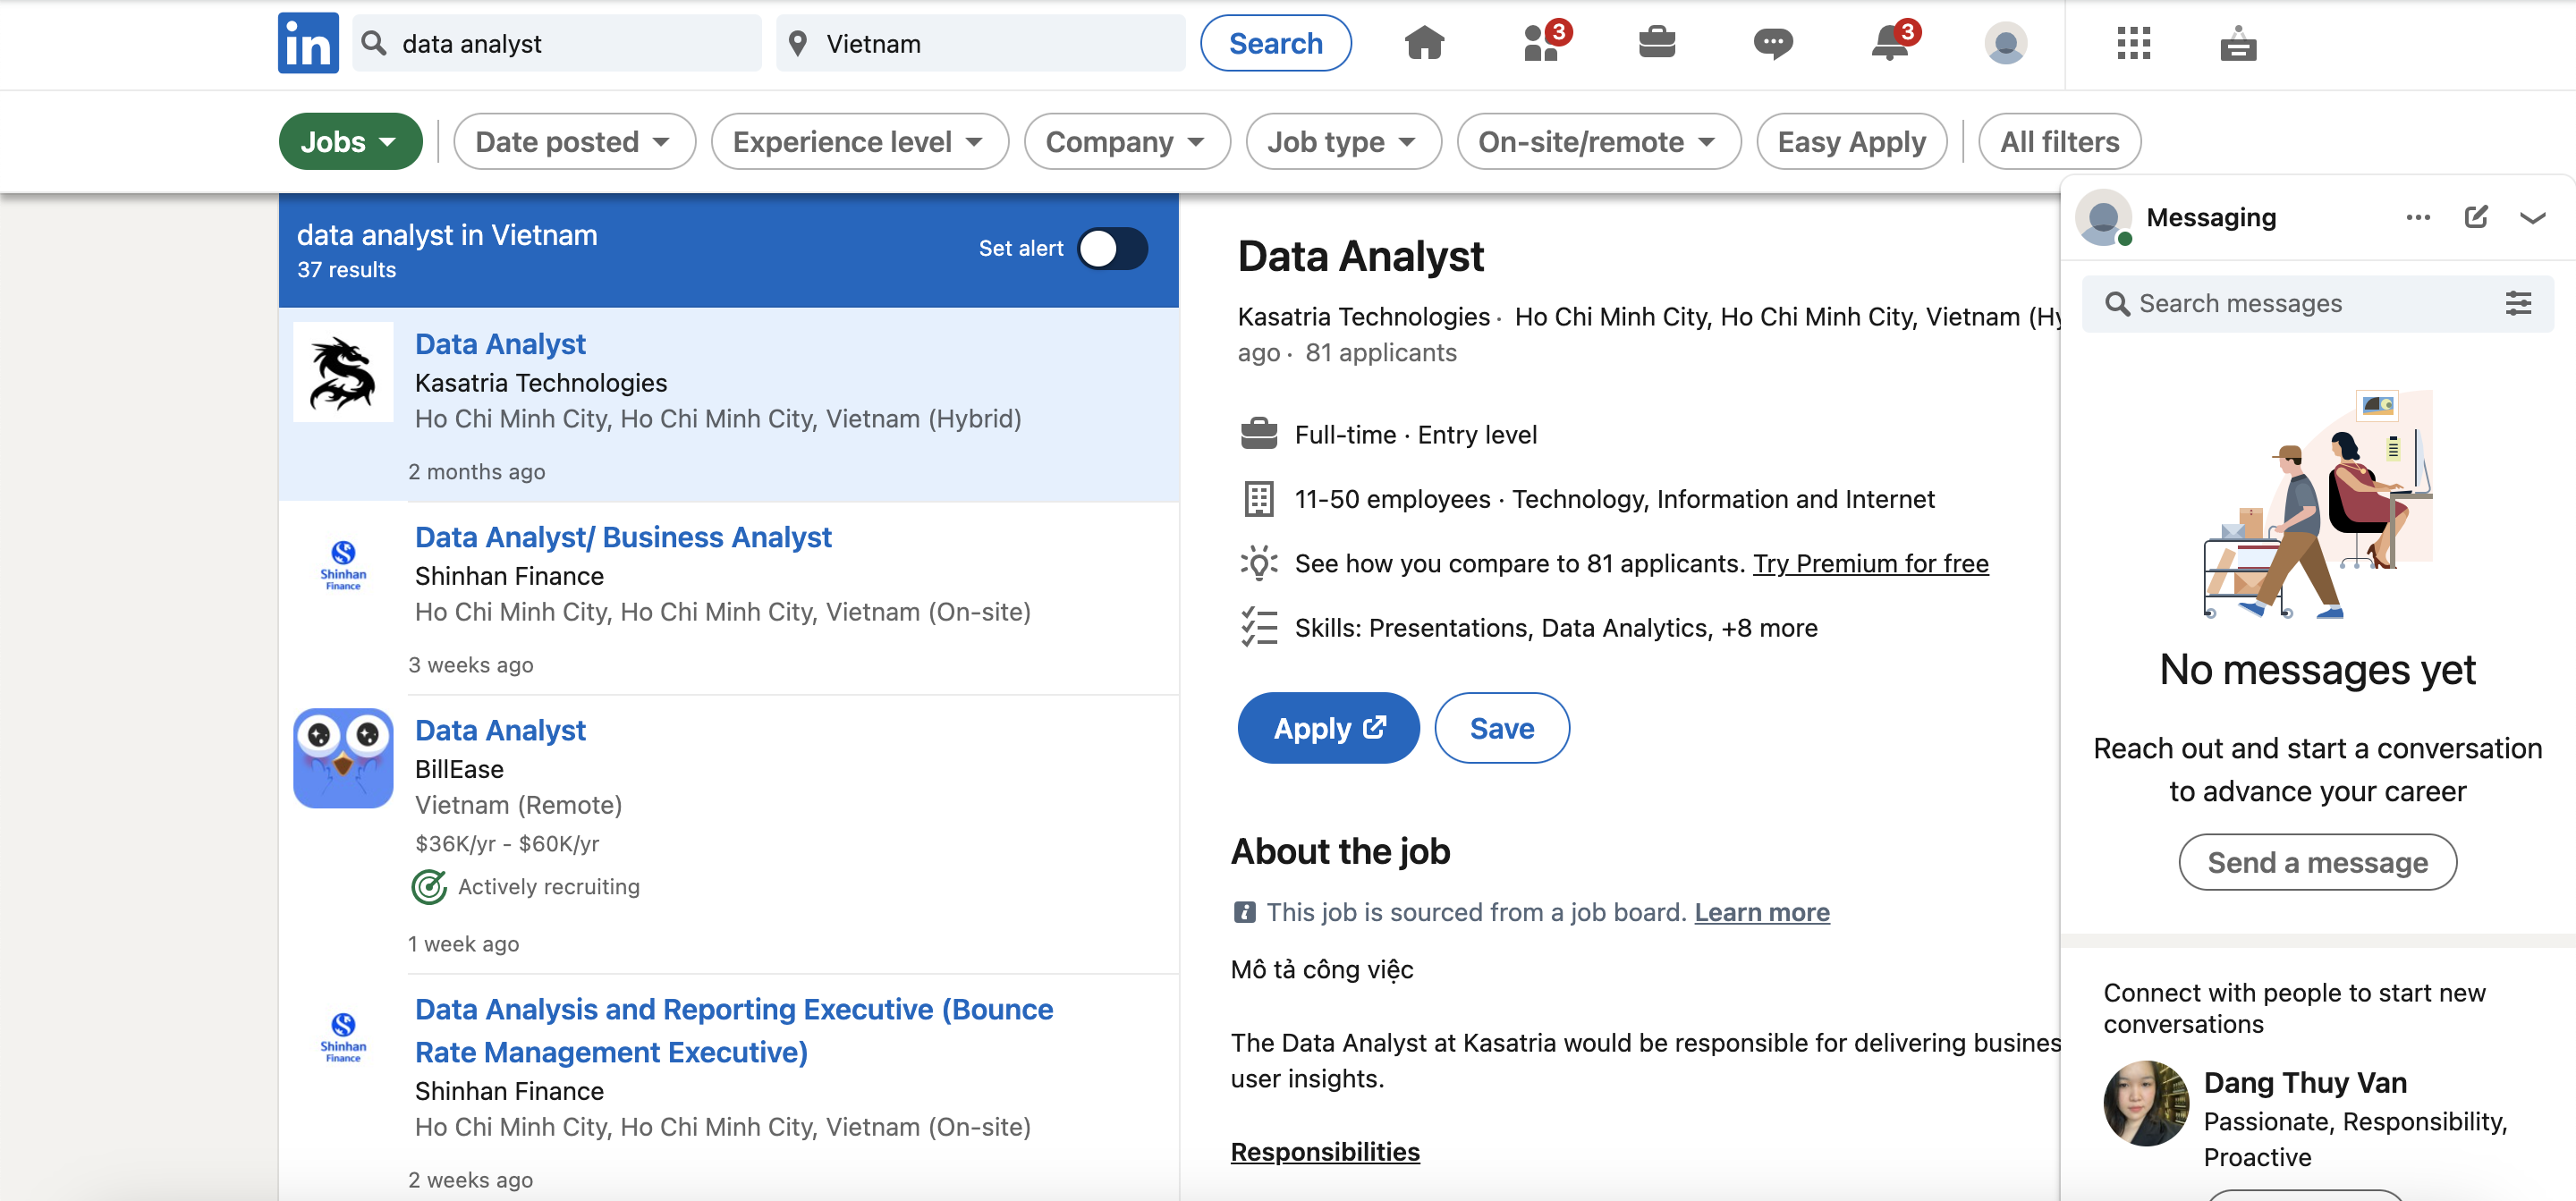 in
data analyst
Vietnam
Search
3
3
Jobs
Date posted
Experience level
Company
Job type
On-site/remote
Easy Apply
All filters
data analyst in Vietnam
37 results
Set alert
Data Analyst
Kasatria Technologies
Ho Chi Minh City, Ho Chi Minh City, Vietnam (Hybrid)
2 months ago
Shinhan
Finance
Data Analyst/ Business Analyst
Shinhan Finance
Ho Chi Minh City, Ho Chi Minh City, Vietnam (On-site)
3 weeks ago
Data Analyst
BillEase
Vietnam (Remote)
$36K/yr - $60K/yr
Actively recruiting
1 week ago
Shinhan
Finance
Data Analysis and Reporting Executive (Bounce
Rate Management Executive)
Shinhan Finance
Ho Chi Minh City, Ho Chi Minh City, Vietnam (On-site)
2 weeks ago
Data Analyst
Kasatria Technologies · Ho Chi Minh City, Ho Chi Minh City, Vietnam (Hy
ago · 81 applicants
Full-time · Entry level
11-50 employees · Technology, Information and Internet
See how you compare to 81 applicants. Try Premium for free
Skills: Presentations, Data Analytics, +8 more
Apply
Save
About the job
This job is sourced from a job board. Learn more
Mô tả công việc
The Data Analyst at Kasatria would be responsible for delivering busines
user insights.
Responsibilities
Messaging
Search messages
No messages yet
Reach out and start a conversation
to advance your career
Send a message
Connect with people to start new
conversations
Dang Thuy Van
Passionate, Responsibility,
Proactive